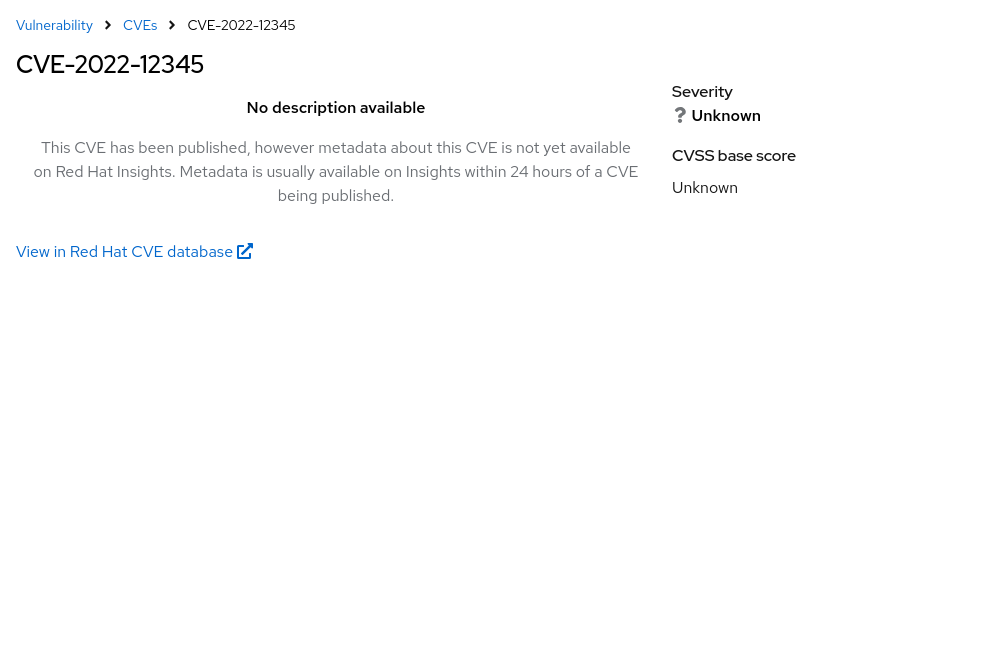 Vulnerability > CVEs > CVE-2022-12345
CVE-2022-12345
No description available
This CVE has been published, however metadata about this CVE is not yet available
on Red Hat Insights. Metadata is usually available on Insights within 24 hours of a CVE
being published.
View in Red Hat CVE database
Severity
? Unknown
CVSS base score
Unknown